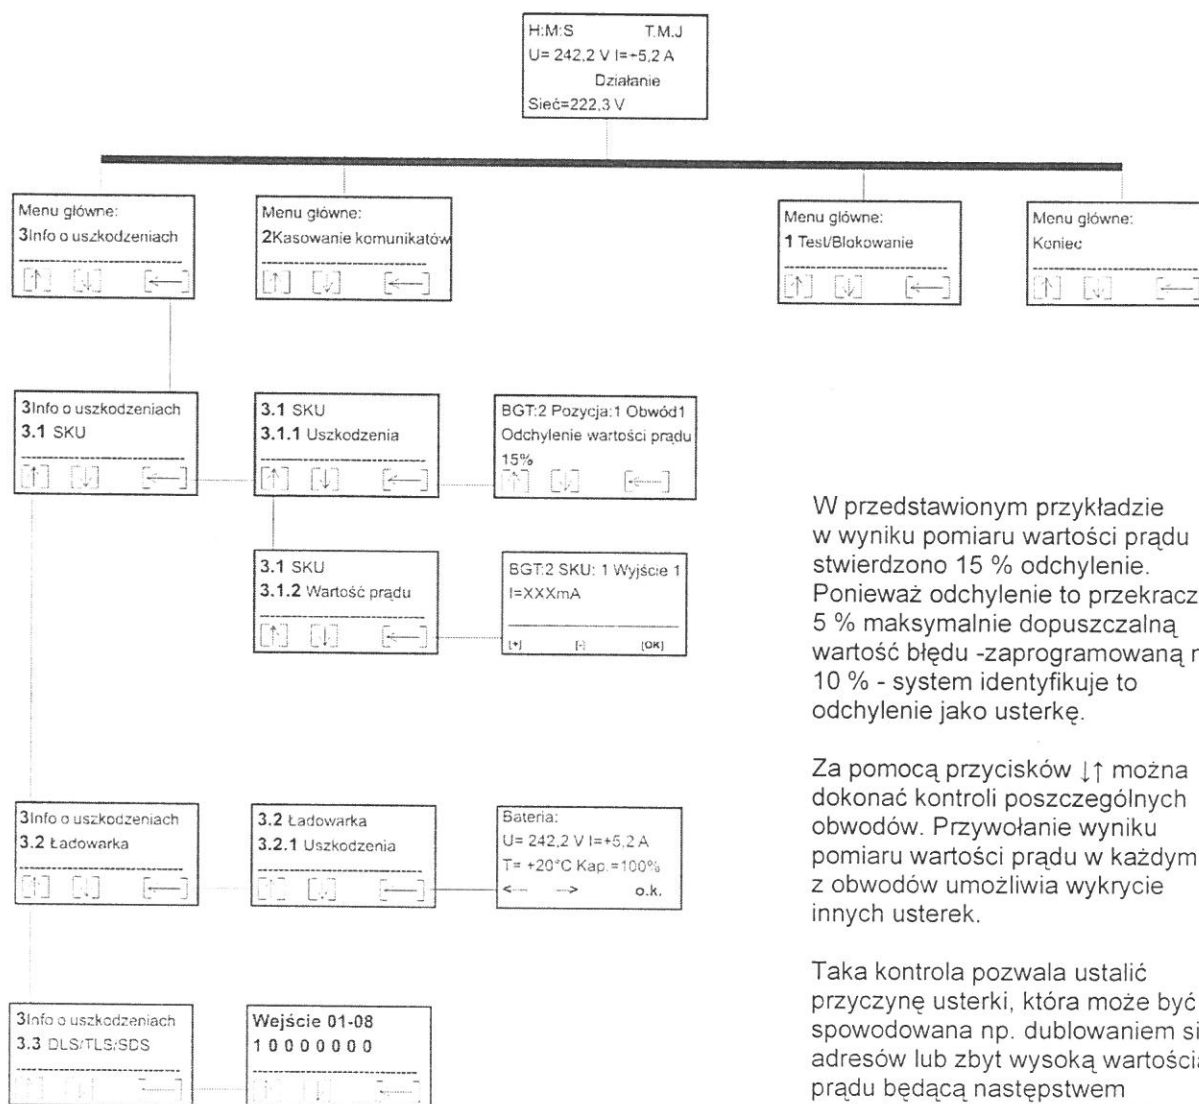 H:M:S T.M.J
U= 242,2 V I=+5,2 A
Działanie
Sieć=222,3 V
Menu główne:
3Info o uszkodzeniach
[↑] [↓] [←]
Menu główne:
2Kasowanie komunikatów
[↑] [↓] [←]
Menu główne:
1 Test/Blokowanie
[↑] [↓] [←]
Menu główne:
Koniec
[↑] [↓] [←]
3Info o uszkodzeniach
3.1 SKU
[↑] [↓] [←]
3.1 SKU
3.1.1 Uszkodzenia
[↑] [↓] [←]
BGT:2 Pozycja:1 Obwód1
Odchylenie wartości prądu
15%
[↑] [↓] [←]
3.1 SKU
3.1.2 Wartość prądu
[↑] [↓] [←]
BGT:2 SKU: 1 Wyjście 1
I=XXXmA
[+] [-] [OK]
3Info o uszkodzeniach
3.2 Ładowarka
[↑] [↓] [←]
3.2 Ładowarka
3.2.1 Uszkodzenia
[↑] [↓] [←]
Bateria:
U= 242,2 V I=+5,2 A
T= +20°C Kap.=100%
<--- ---> o.k.
3Info o uszkodzeniach
3.3 DLS/TLS/SDS
[↑] [↓] [←]
Wejście 01-08
1 0 0 0 0 0 0 0
[↑] [↓] [←]
W przedstawionym przykładzie
w wyniku pomiaru wartości prądu
stwierdzono 15 % odchylenie.
Ponieważ odchylenie to przekracz
5 % maksymalnie dopuszczalną
wartość błędu -zaprogramowaną
10 % - system identyfikuje to
odchylenie jako usterkę.
Za pomocą przycisków ↓↑ można
dokonać kontroli poszczególnych
obwodów. Przywołanie wyniku
pomiaru wartości prądu w każdym
z obwodów umożliwia wykrycie
innych usterek.
Taka kontrola pozwala ustalić
przyczynę usterki, która może być
spowodowana np. dublowaniem si
adresów lub zbyt wysoką wartości
prądu będącą następstwem